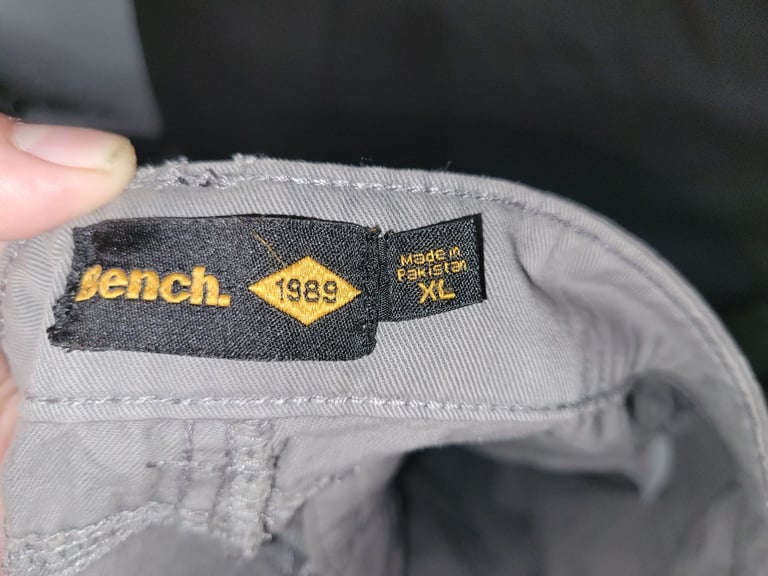 Bench.
1989
Made in
Pakistan
XL